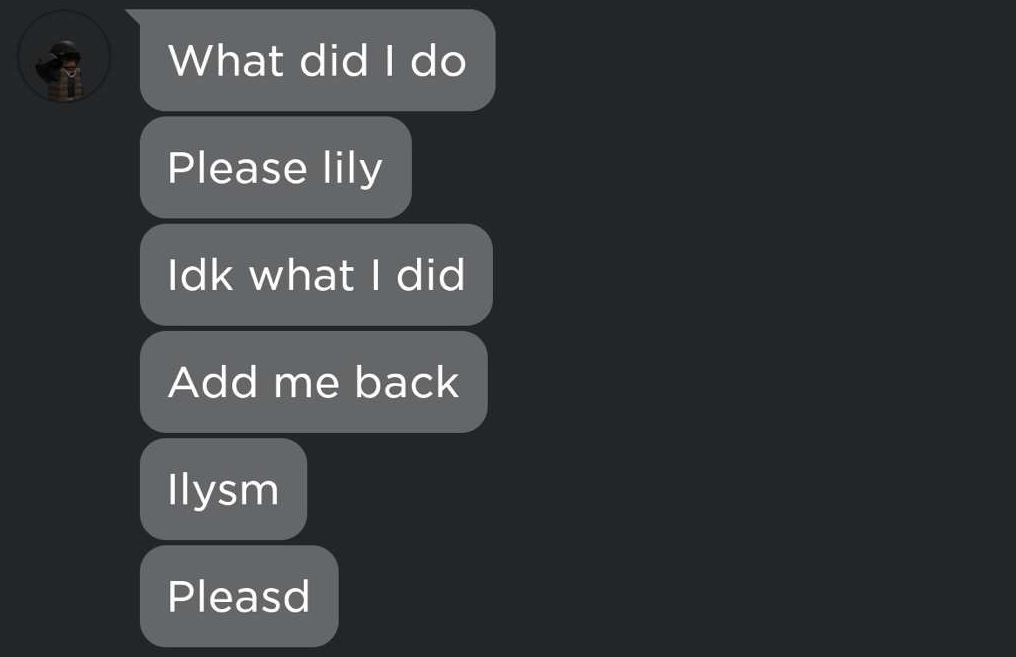 What did I do
Please lily
Idk what I did
Add me back
Ilysm
Pleasd